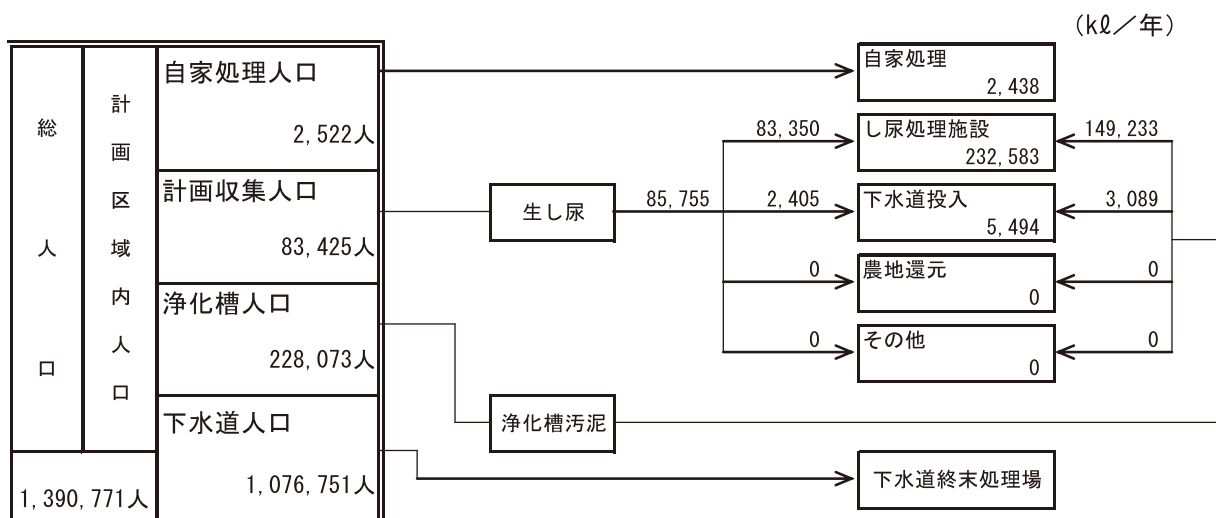 (kℓ/年)
総人口
計画区域内人口
1,390,771人
自家処理人口
2,522人
計画収集人口
83,425人
浄化槽人口
228,073人
下水道人口
1,076,751人
生し尿
85,755
浄化槽汚泥
83,350
2,405
0
0
自家処理
2,438
し尿処理施設
232,583
下水道投入
5,494
農地還元
0
その他
0
下水道終末処理場
149,233
3,089
0
0